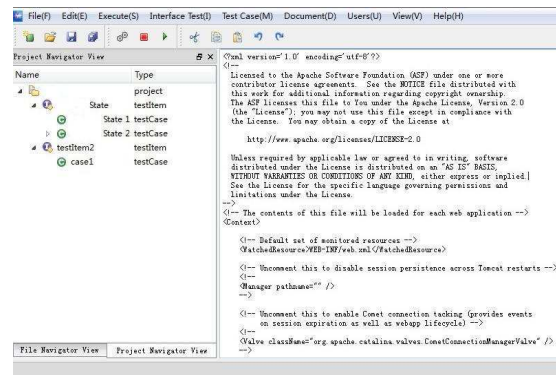 File(F) Edit(E) Execute(S) Interface Test(I) Test Case(M) Document(D) Users(U) View(V) Help(H)
Project Navigator View
Name Type
project
State testItem
State 1 testCase
State 2 testCase
testItem2 testItem
case1 testCase
File Navigator View Project Navigator View
<?xml version='1.0' encoding='utf-8'?>
<!--
Licensed to the Apache Software Foundation (ASF) under one or more
contributor license agreements. See the NOTICE file distributed with
this work for additional information regarding copyright ownership.
The ASF licenses this file to You under the Apache License, Version 2.0
(the "License"); you may not use this file except in compliance with
the License. You may obtain a copy of the License at
http://www.apache.org/licenses/LICENSE-2.0
Unless required by applicable law or agreed to in writing, software
distributed under the License is distributed on an "AS IS" BASIS,
WITHOUT WARRANTIES OR CONDITIONS OF ANY KIND, either express or implied.
See the License for the specific language governing permissions and
limitations under the License.
-->
<!-- The contents of this file will be loaded for each web application -->
<Context>
<!-- Default set of monitored resources -->
<WatchedResource>WEB-INF/web.xml</WatchedResource>
<!-- Uncomment this to disable session persistence across Tomcat restarts -->
<!--
<Manager pathname="" />
-->
<!-- Uncomment this to enable Comet connection tacking (provides events
on session expiration as well as webapp lifecycle) -->
<!--
<Valve className="org.apache.catalina.valves.CometConnectionManagerValve" />
-->